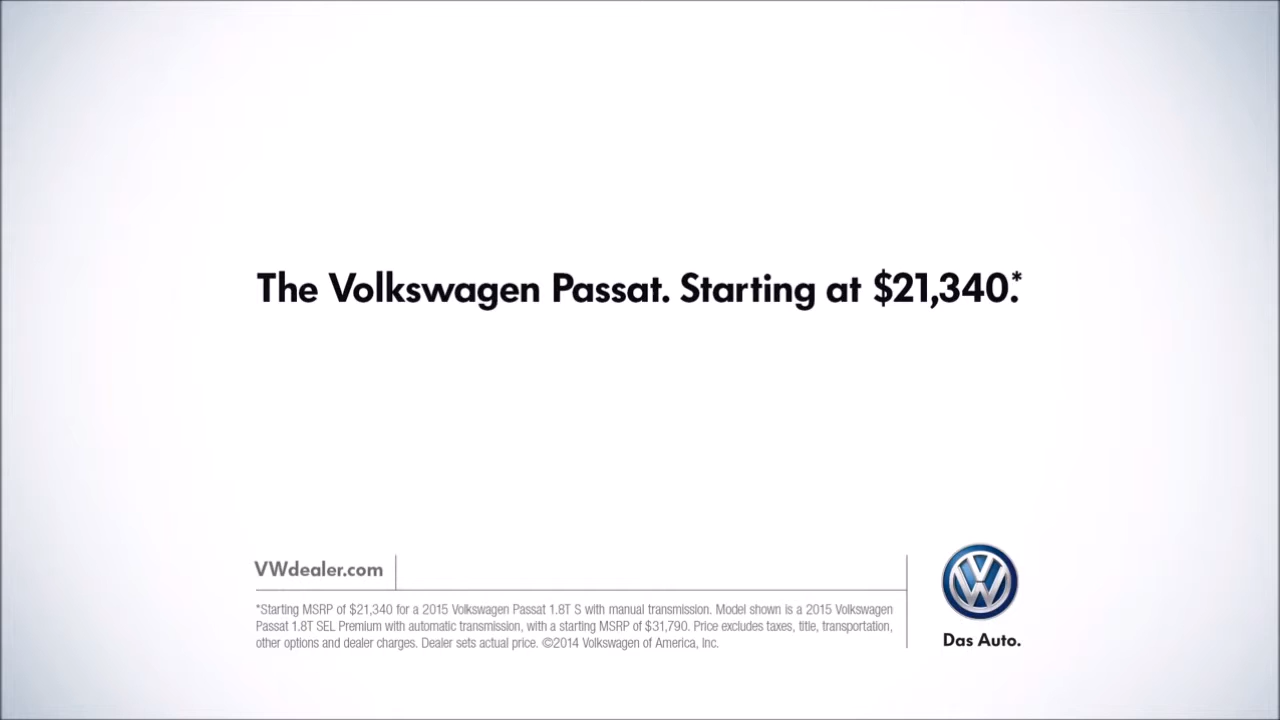 The Volkswagen Passat. Starting at $21,340.*
VWdealer.com
*Starting MSRP of $21,340 for a 2015 Volkswagen Passat 1.8T S with manual transmission. Model shown is a 2015 Volkswagen
Passat 1.8T SEL Premium with automatic transmission, with a starting MSRP of $31,790. Price excludes taxes, title, transportation,
other options and dealer charges. Dealer sets actual price. ©2014 Volkswagen of America, Inc.
VW
Das Auto.